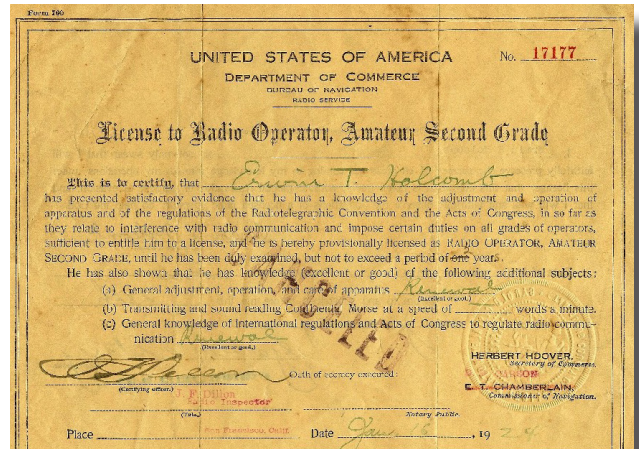 Form 760
UNITED STATES OF AMERICA
No. 17177
DEPARTMENT OF COMMERCE
BUREAU OF NAVIGATION
RADIO SERVICE
License to Radio Operator, Amateur Second Grade
This is to certify, that Erwin T. Holcomb
has presented satisfactory evidence that he has a knowledge of the adjustment and operation of
apparatus and of the regulations of the Radiotelegraphic Convention and the Acts of Congress, in so far as
they relate to interference with radio communication and impose certain duties on all grades of operators,
sufficient to entitle him to a license, and he is hereby provisionally licensed as RADIO OPERATOR, AMATEUR
SECOND GRADE, until he has been duly examined, but not to exceed a period of years.
He has also shown that he has knowledge (excellent or good) of the following additional subjects:
(a) General adjustment, operation, and care of apparatus Renewal
(Excellent or good.)
(b) Transmitting and sound reading Continental Morse at a speed of words a minute.
(c) General knowledge of international regulations and Acts of Congress to regulate radio commu-
nication Renewal
(Excellent or good.)
CANCELLED
HERBERT HOOVER,
Secretary of Commerce.
Oath of secrecy executed:
(Certifying officer.)
J. F. Dillon
Radio Inspector
(Title.)
E. T. CHAMBERLAIN,
Commissioner of Navigation.
Notary Public.
Place San Francisco, Calif. Date Jan 6, 1924